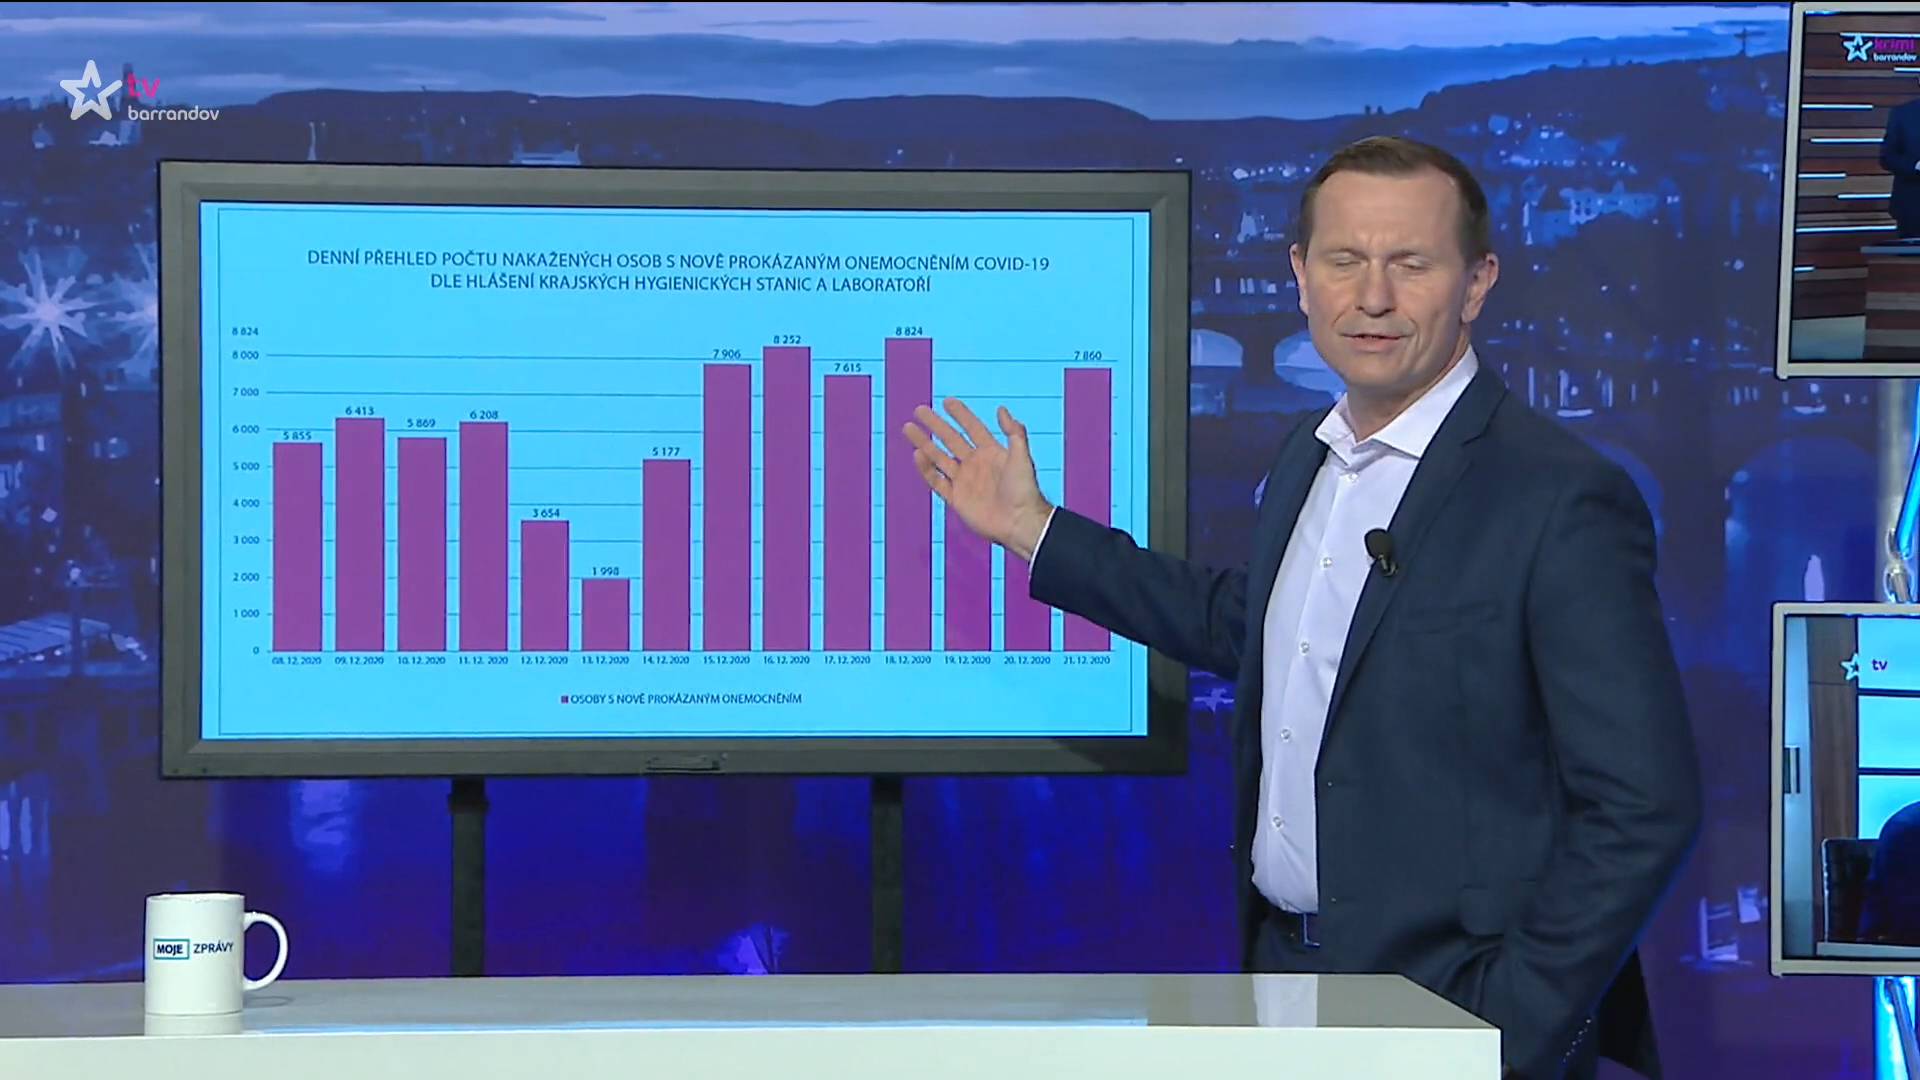 tv
barrandov
krimi
barrandov
DENNÍ PŘEHLED POČTU NAKAŽENÝCH OSOB S NOVĚ PROKÁZANÝM ONEMOCNĚNÍM COVID-19
DLE HLÁŠENÍ KRAJSKÝCH HYGIENICKÝCH STANIC A LABORATOŘÍ
8 824
8 000
7 000
6 000
5 000
4 000
3 000
2 000
1 000
0
5 855
6 413
5 869
6 208
3 654
1 998
5 177
7 906
8 252
7 615
8 824
7 860
08. 12. 2020
09. 12. 2020
10. 12. 2020
11. 12. 2020
12. 12. 2020
13. 12. 2020
14. 12. 2020
15. 12. 2020
16. 12. 2020
17. 12. 2020
18. 12. 2020
19. 12. 2020
20. 12. 2020
21. 12. 2020
OSOBY S NOVĚ PROKÁZANÝM ONEMOCNĚNÍM
tv
MOJE ZPRÁVY